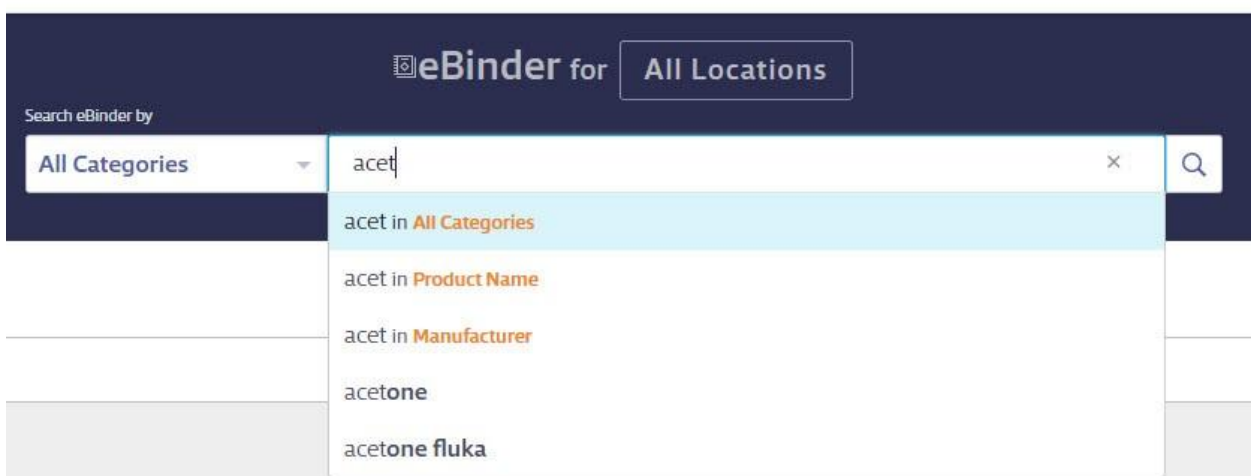 eBinder for All Locations
Search eBinder by
All Categories
acet
acet in All Categories
acet in Product Name
acet in Manufacturer
acetone
acetone fluka